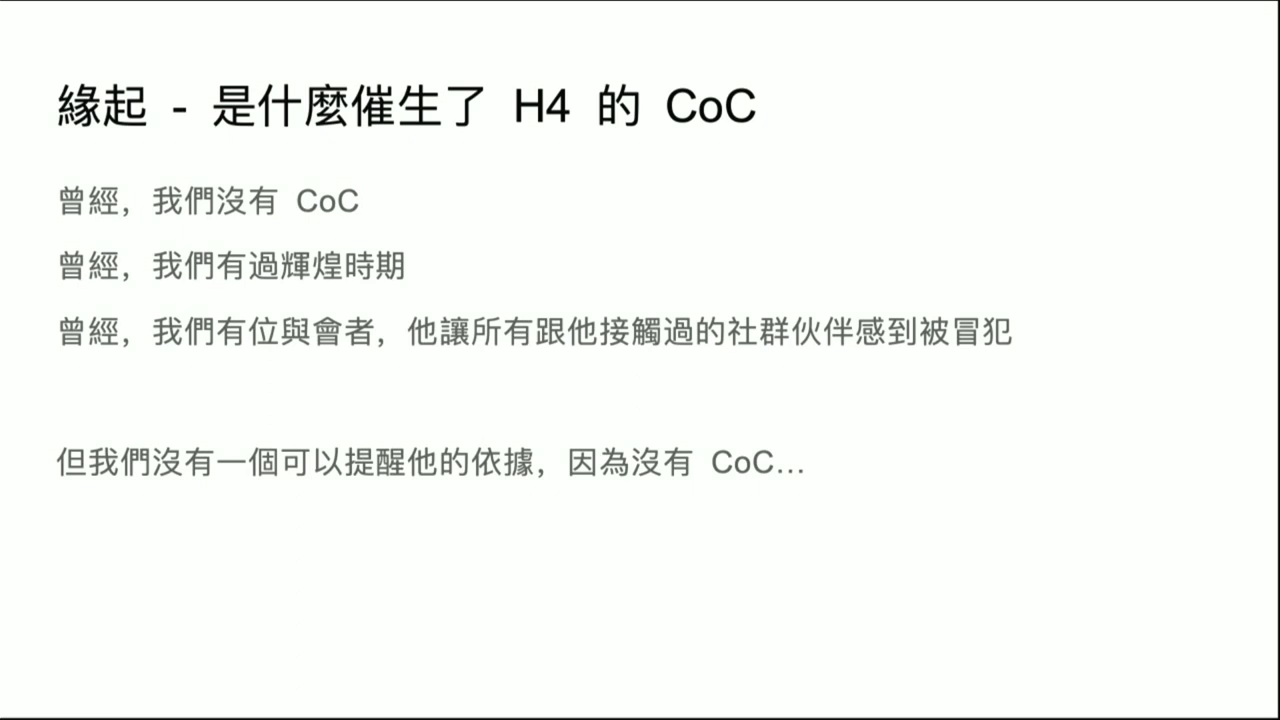 緣起 - 是什麼催生了 H4 的 CoC
曾經，我們沒有 CoC
曾經，我們有過輝煌時期
曾經，我們有位與會者，他讓所有跟他接觸過的社群伙伴感到被冒犯
但我們沒有一個可以提醒他的依據，因為沒有 CoC...